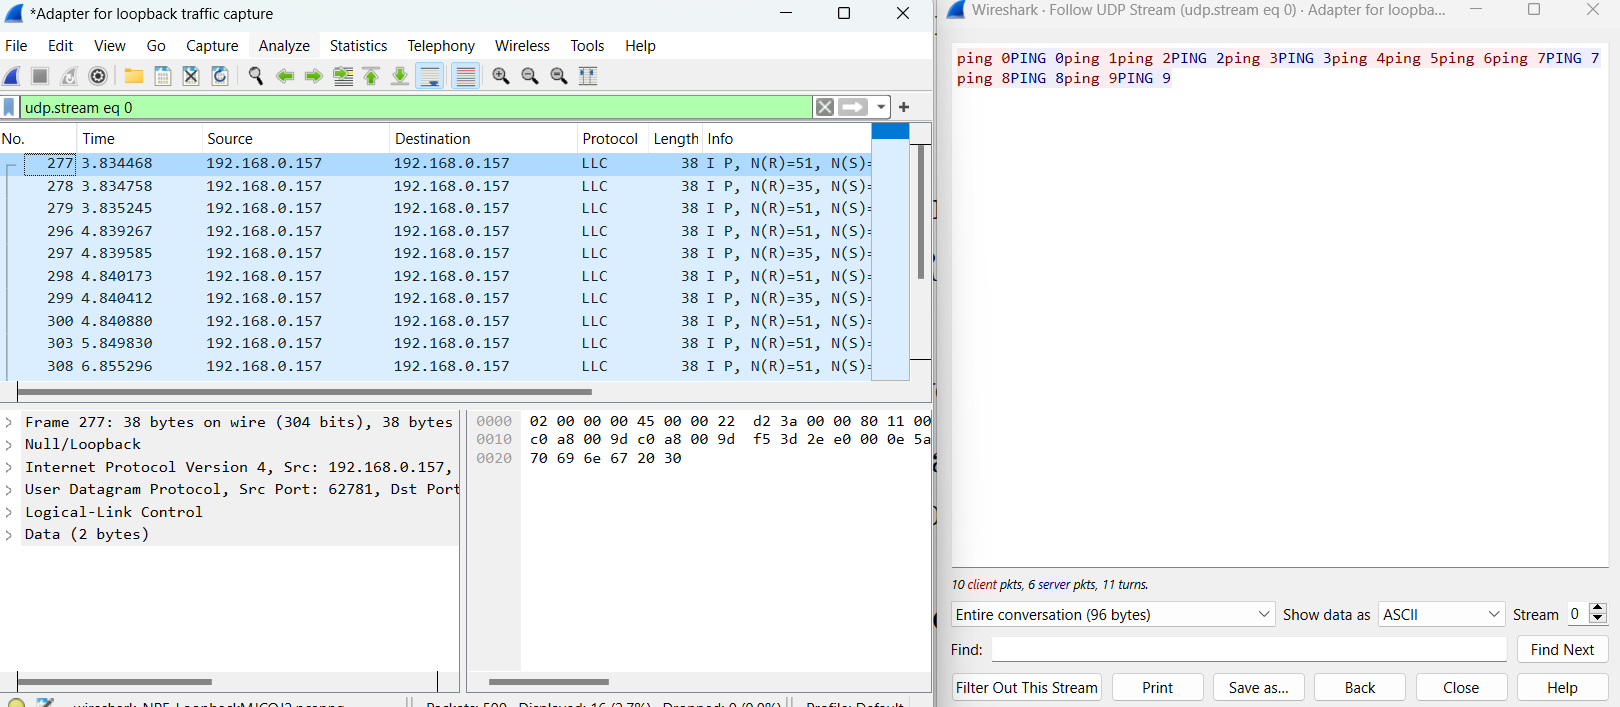 *Adapter for loopback traffic capture
File Edit View Go Capture Analyze Statistics Telephony Wireless Tools Help
udp.stream eq 0
No. Time Source Destination Protocol Length Info
277 3.834468 192.168.0.157 192.168.0.157 LLC 38 I P, N(R)=51, N(S)=
278 3.834758 192.168.0.157 192.168.0.157 LLC 38 I P, N(R)=35, N(S)=
279 3.835245 192.168.0.157 192.168.0.157 LLC 38 I P, N(R)=51, N(S)=
296 4.839267 192.168.0.157 192.168.0.157 LLC 38 I P, N(R)=51, N(S)=
297 4.839585 192.168.0.157 192.168.0.157 LLC 38 I P, N(R)=35, N(S)=
298 4.840173 192.168.0.157 192.168.0.157 LLC 38 I P, N(R)=51, N(S)=
299 4.840412 192.168.0.157 192.168.0.157 LLC 38 I P, N(R)=35, N(S)=
300 4.840880 192.168.0.157 192.168.0.157 LLC 38 I P, N(R)=51, N(S)=
303 5.849830 192.168.0.157 192.168.0.157 LLC 38 I P, N(R)=51, N(S)=
308 6.855296 192.168.0.157 192.168.0.157 LLC 38 I P, N(R)=51, N(S)=
Frame 277: 38 bytes on wire (304 bits), 38 bytes
Null/Loopback
Internet Protocol Version 4, Src: 192.168.0.157,
User Datagram Protocol, Src Port: 62781, Dst Port
Logical-Link Control
Data (2 bytes)
0000 02 00 00 00 45 00 00 22 d2 3a 00 00 80 11 00
0010 c0 a8 00 9d c0 a8 00 9d f5 3d 2e e0 00 0e 5a
0020 70 69 6e 67 20 30
Packets: 500 Displayed: 16 (2.7%) Dropped: 0 (0.0%) Profile: Default
Wireshark · Follow UDP Stream (udp.stream eq 0) · Adapter for loopba...
ping 0PING 0ping 1ping 2PING 2ping 3PING 3ping 4ping 5ping 6ping 7PING 7
ping 8PING 8ping 9PING 9
10 client pkts, 6 server pkts, 11 turns.
Entire conversation (96 bytes) Show data as ASCII Stream 0
Find: Find Next
Filter Out This Stream Print Save as... Back Close Help